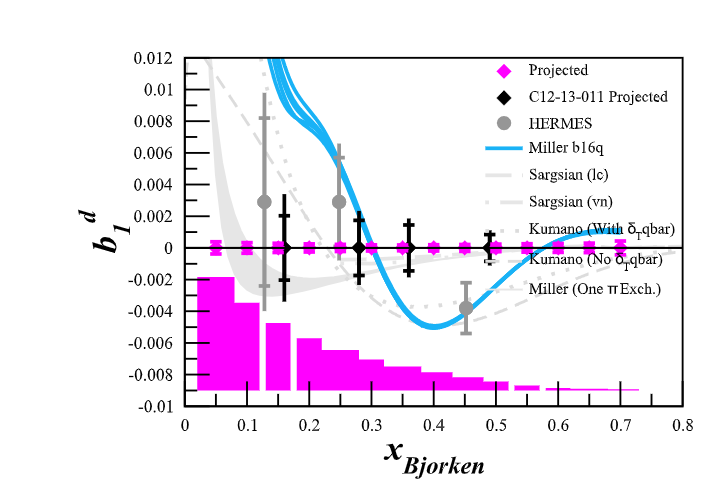 0.012
0.01
0.008
0.006
0.004
0.002
0
-0.002
-0.004
-0.006
-0.008
-0.01
b₁ᵈ
Projected
C12-13-011 Projected
HERMES
Miller b16q
Sargsian (lc)
Sargsian (vn)
Kumano (With δTqbar)
Kumano (No δTqbar)
Miller (One πExch.)
0 0.1 0.2 0.3 0.4 0.5 0.6 0.7 0.8
xBjorken